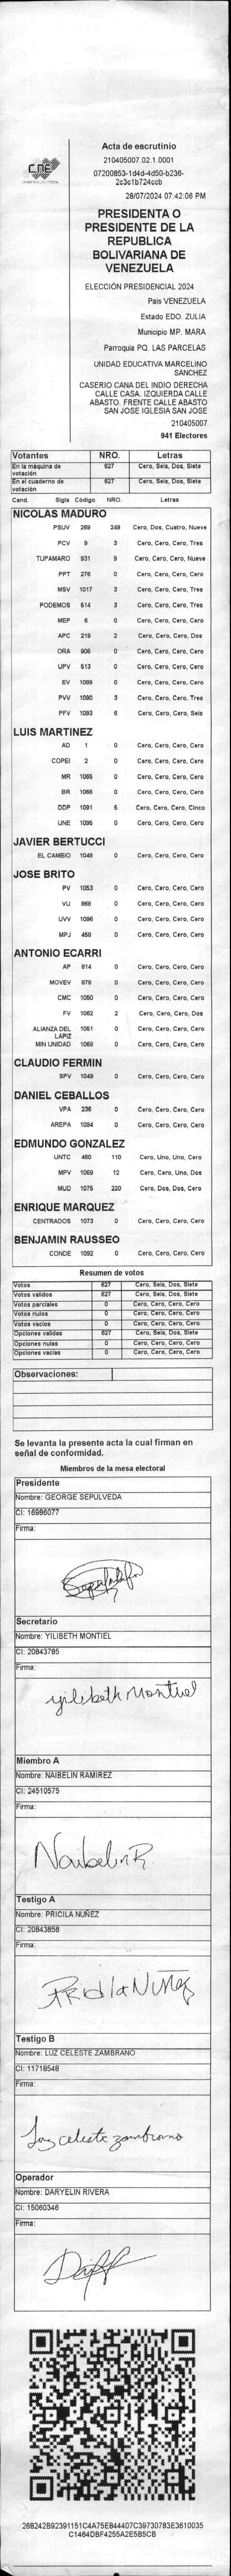 CNE
Acta de escrutinio
210405007.02.1.0001
07200853-1d4d-4d50-b236-
2c3c1b724ccb
28/07/2024 07:42:06 PM
PRESIDENTA O
PRESIDENTE DE LA
REPUBLICA
BOLIVARIANA DE
VENEZUELA
ELECCIÓN PRESIDENCIAL 2024
Pais VENEZUELA
Estado EDO. ZULIA
Municipio MP. MARA
Parroquia PQ. LAS PARCELAS
UNIDAD EDUCATIVA MARCELINO
SANCHEZ
CASERIO CANA DEL INDIO DERECHA
CALLE CASA. IZQUIERDA CALLE
ABASTO. FRENTE CALLE ABASTO
SAN JOSE IGLESIA SAN JOSE
210405007
941 Electores
Votantes NRO. Letras
En la máquina de votación 627 Cero, Seis, Dos, Siete
En el cuaderno de votación 627 Cero, Seis, Dos, Siete
Cand. Sigla Código NRO. Letras
NICOLAS MADURO
PSUV 269 249 Cero, Dos, Cuatro, Nueve
PCV 9 3 Cero, Cero, Cero, Tres
TUPAMARO 931 9 Cero, Cero, Cero, Nueve
PPT 276 0 Cero, Cero, Cero, Cero
MSV 1017 3 Cero, Cero, Cero, Tres
PODEMOS 514 3 Cero, Cero, Cero, Tres
MEP 6 0 Cero, Cero, Cero, Cero
APC 219 2 Cero, Cero, Cero, Dos
ORA 906 0 Cero, Cero, Cero, Cero
UPV 513 0 Cero, Cero, Cero, Cero
EV 1089 0 Cero, Cero, Cero, Cero
PVV 1090 3 Cero, Cero, Cero, Tres
PFV 1093 6 Cero, Cero, Cero, Seis
LUIS MARTINEZ
AD 1 0 Cero, Cero, Cero, Cero
COPEI 2 0 Cero, Cero, Cero, Cero
MR 1065 0 Cero, Cero, Cero, Cero
BR 1066 0 Cero, Cero, Cero, Cero
DDP 1091 5 Cero, Cero, Cero, Cinco
UNE 1095 0 Cero, Cero, Cero, Cero
JAVIER BERTUCCI
EL CAMBIO 1048 0 Cero, Cero, Cero, Cero
JOSE BRITO
PV 1053 0 Cero, Cero, Cero, Cero
VU 868 0 Cero, Cero, Cero, Cero
UVV 1096 0 Cero, Cero, Cero, Cero
MPJ 458 0 Cero, Cero, Cero, Cero
ANTONIO ECARRI
AP 814 0 Cero, Cero, Cero, Cero
MOVEV 878 0 Cero, Cero, Cero, Cero
CMC 1050 0 Cero, Cero, Cero, Cero
FV 1062 2 Cero, Cero, Cero, Dos
ALIANZA DEL LAPIZ 1051 0 Cero, Cero, Cero, Cero
MIN UNIDAD 1068 0 Cero, Cero, Cero, Cero
CLAUDIO FERMIN
SPV 1049 0 Cero, Cero, Cero, Cero
DANIEL CEBALLOS
VPA 236 0 Cero, Cero, Cero, Cero
AREPA 1094 0 Cero, Cero, Cero, Cero
EDMUNDO GONZALEZ
UNTC 460 110 Cero, Uno, Uno, Cero
MPV 1069 12 Cero, Cero, Uno, Dos
MUD 1075 220 Cero, Dos, Dos, Cero
ENRIQUE MARQUEZ
CENTRADOS 1073 0 Cero, Cero, Cero, Cero
BENJAMIN RAUSSEO
CONDE 1092 0 Cero, Cero, Cero, Cero
Resumen de votos
Votos 627 Cero, Seis, Dos, Siete
Votos validos 627 Cero, Seis, Dos, Siete
Votos parciales 0 Cero, Cero, Cero, Cero
Votos nulos 0 Cero, Cero, Cero, Cero
Votos vacios 0 Cero, Cero, Cero, Cero
Opciones validas 627 Cero, Seis, Dos, Siete
Opciones nulas 0 Cero, Cero, Cero, Cero
Opciones vacias 0 Cero, Cero, Cero, Cero
Observaciones:
Se levanta la presente acta la cual firman en
señal de conformidad.
Miembros de la mesa electoral
Presidente
Nombre: GEORGE SEPULVEDA
CI: 16986077
Firma:
Secretario
Nombre: YILIBETH MONTIEL
CI: 20843785
Firma:
yilibeth Montiel
Miembro A
Nombre: NAIBELIN RAMIREZ
CI: 24510575
Firma:
NaibelinR
Testigo A
Nombre: PRICILA NUÑEZ
CI: 20843858
Firma:
PRicila Nuñez
Testigo B
Nombre: LUZ CELESTE ZAMBRANO
CI: 11718548
Firma:
Luz celeste zambrano
Operador
Nombre: DARYELIN RIVERA
CI: 15060346
Firma:
268242B92391151C4A75E844407C39730783E3610035
C1464DBF4255A2E5B5CB